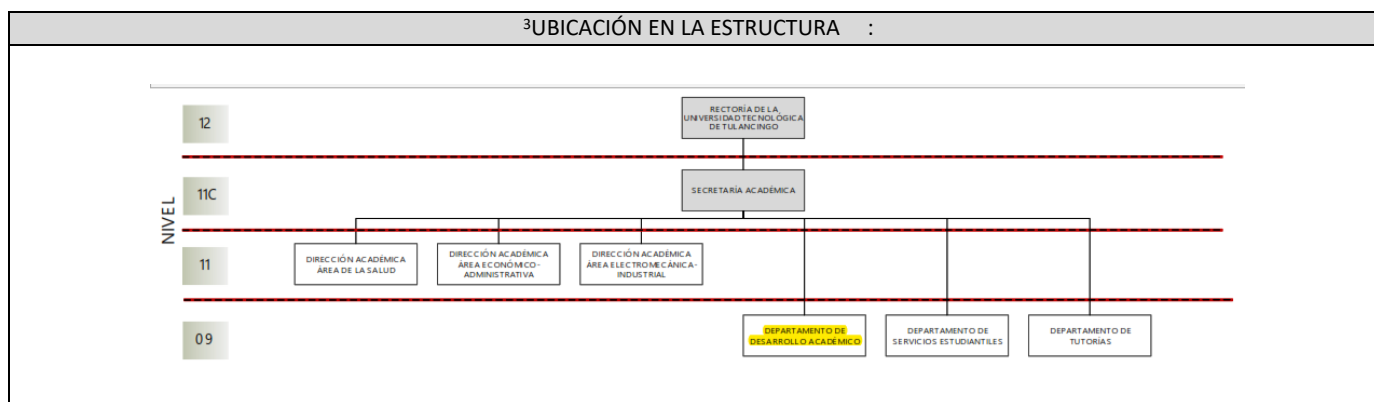 ³UBICACIÓN EN LA ESTRUCTURA :
12
RECTORÍA DE LA
UNIVERSIDAD TECNOLÓGICA
DE TULANCINGO
NIVEL
11C
SECRETARÍA ACADÉMICA
11
DIRECCIÓN ACADÉMICA
ÁREA DE LA SALUD
DIRECCIÓN ACADÉMICA
ÁREA ECONÓMICO-
ADMINISTRATIVA
DIRECCIÓN ACADÉMICA
ÁREA ELECTROMECÁNICA-
INDUSTRIAL
09
DEPARTAMENTO DE
DESARROLLO ACADÉMICO
DEPARTAMENTO DE
SERVICIOS ESTUDIANTILES
DEPARTAMENTO DE
TUTORÍAS